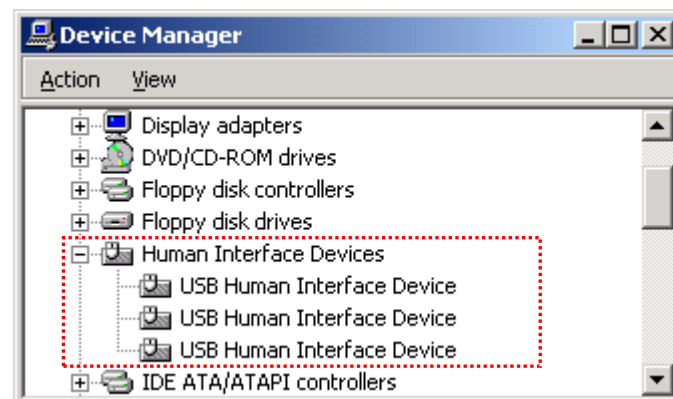 Device Manager
Action View
Display adapters
DVD/CD-ROM drives
Floppy disk controllers
Floppy disk drives
Human Interface Devices
USB Human Interface Device
USB Human Interface Device
USB Human Interface Device
IDE ATA/ATAPI controllers